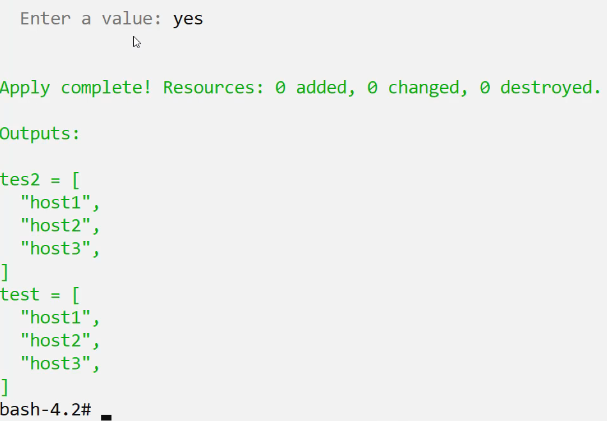 Enter a value: yes
Apply complete! Resources: 0 added, 0 changed, 0 destroyed.
Outputs:
tes2 = [
  "host1",
  "host2",
  "host3",
]
test = [
  "host1",
  "host2",
  "host3",
]
bash-4.2#